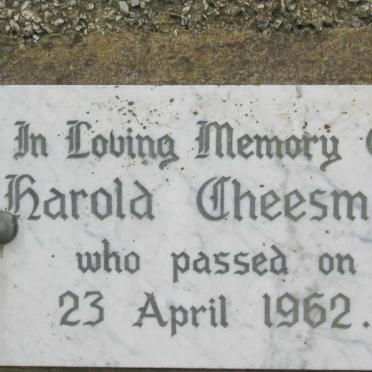 In Loving Memory
Harold Cheesm
who passed on
23 April 1962.